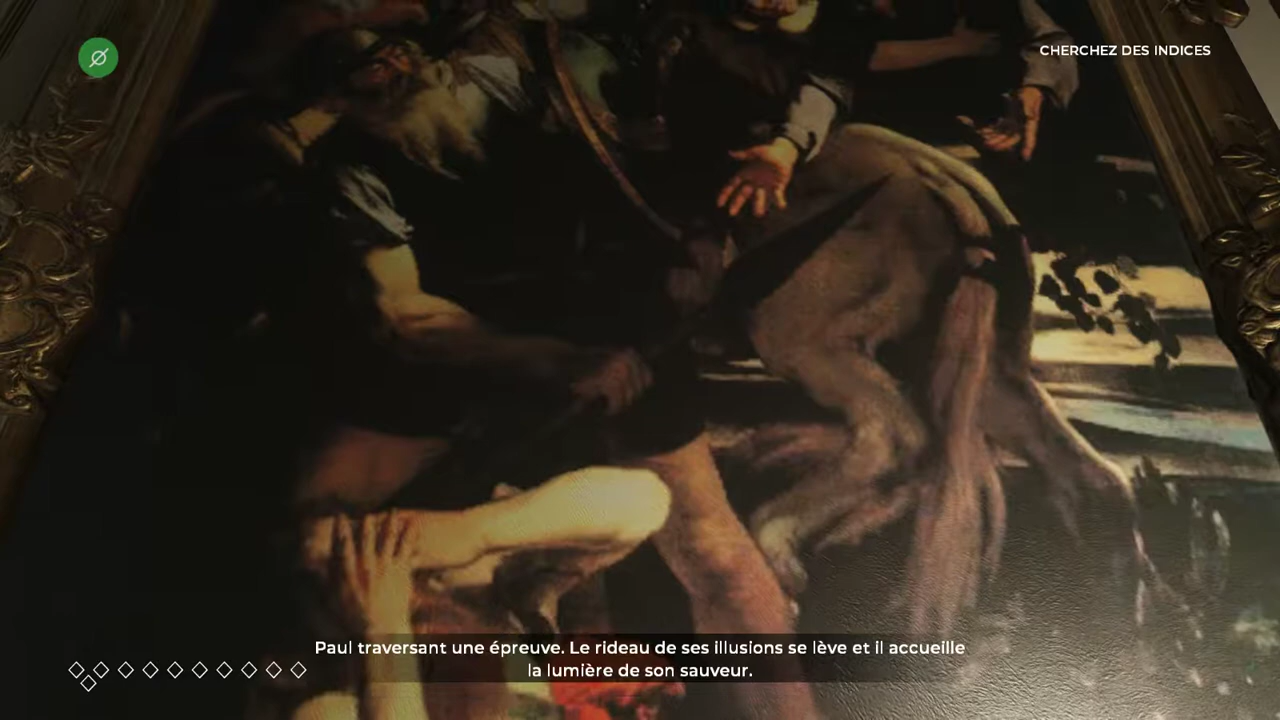 CHERCHEZ DES INDICES
Paul traversant une épreuve. Le rideau de ses illusions se lève et il accueille
la lumière de son sauveur.